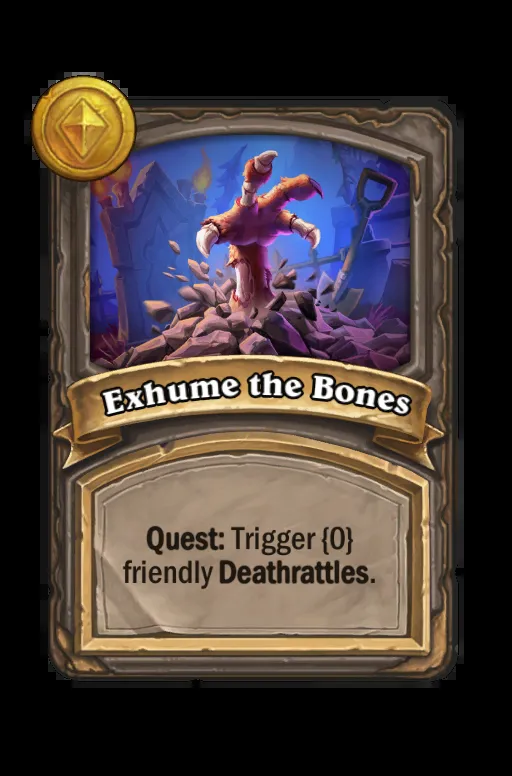 Exhume the Bones
Quest: Trigger {0}
friendly Deathrattles.